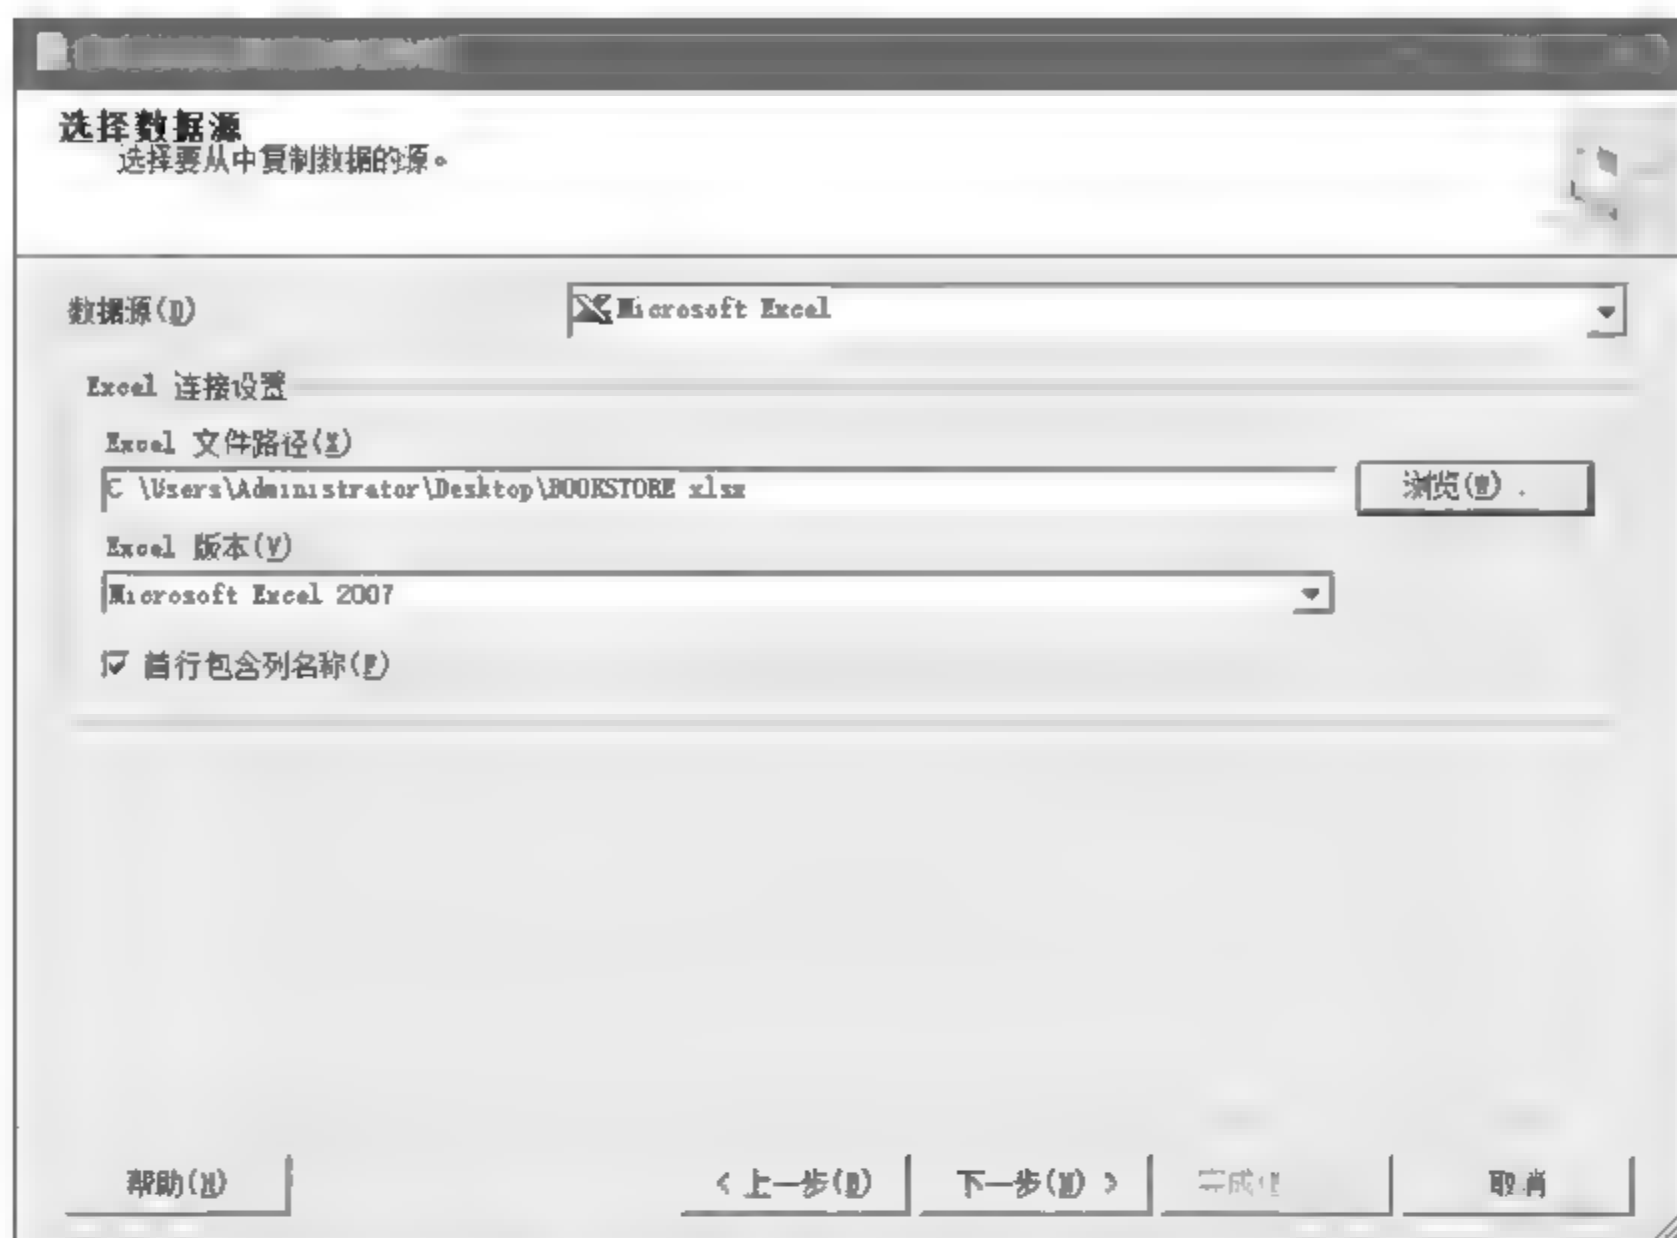 选择数据源
选择要从中复制数据的源。
数据源(D)
Microsoft Excel
Excel 连接设置
Excel 文件路径(X)
C \Users\Administrator\Desktop\BOOKSTORE xlsx
浏览(W) .
Excel 版本(V)
Microsoft Excel 2007
首行包含列名称(F)
帮助(H)
< 上一步(B)
下一步(N) >
完成
取消